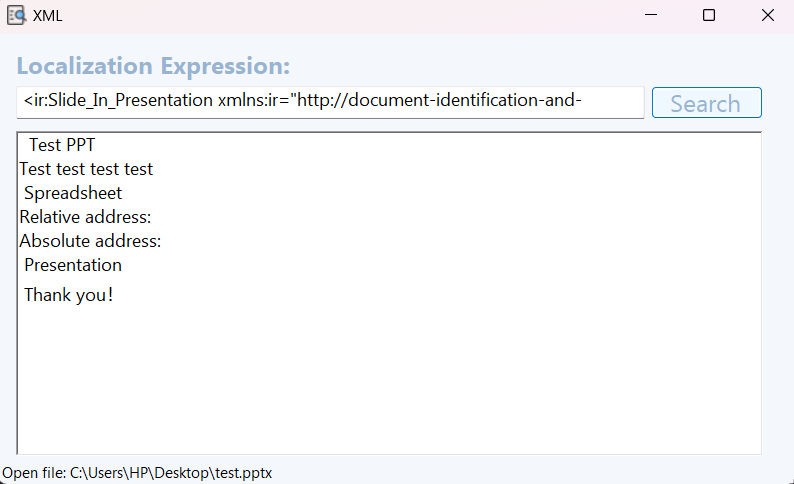 XML
Localization Expression:
<ir:Slide_In_Presentation xmlns:ir="http://document-identification-and-
Search
Test PPT
Test test test test
Spreadsheet
Relative address:
Absolute address:
Presentation
Thank you!
Open file: C:\Users\HP\Desktop\test.pptx